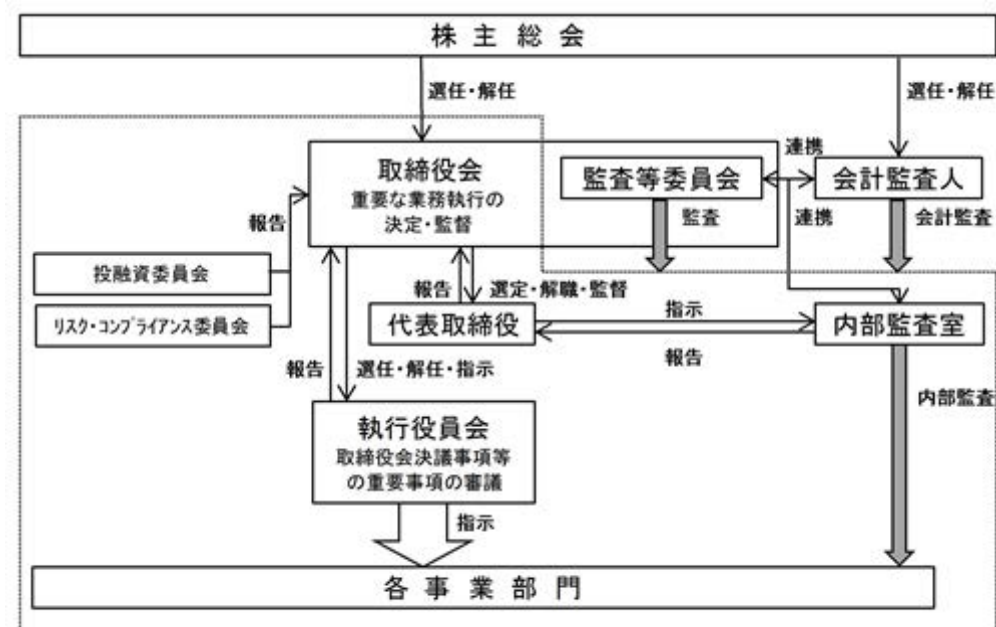 株主総会
選任・解任
選任・解任
取締役会
重要な業務執行の
決定・監督
監査等委員会
連携
会計監査人
監査
連携
会計監査
報告
投融資委員会
リスク・コンプライアンス委員会
報告
選定・解職・監督
代表取締役
指示
報告
内部監査室
報告
選任・解任・指示
内部監査
執行役員会
取締役会決議事項等
の重要事項の審議
指示
各事業部門